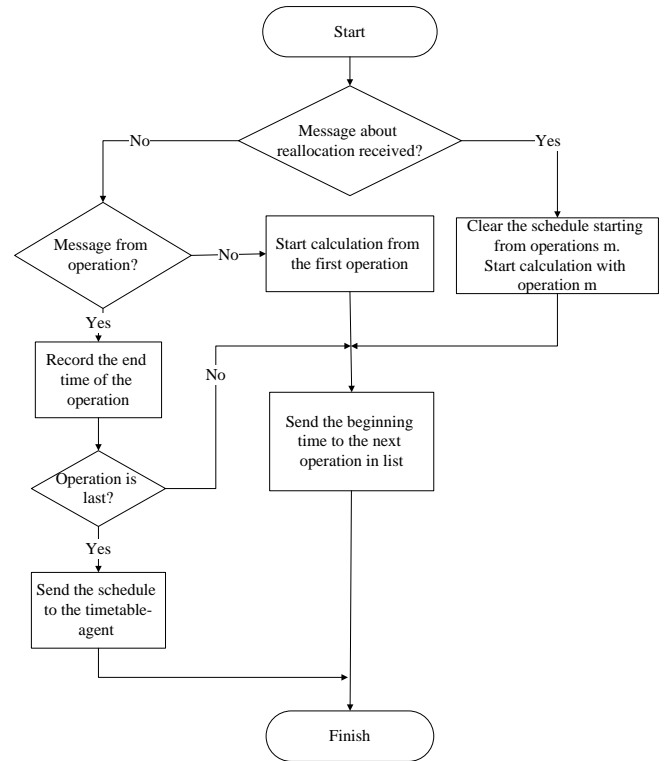 Start
Message about
reallocation received?
No
Yes
Message from
operation?
No
Start calculation from
the first operation
Clear the schedule starting
from operations m.
Start calculation with
operation m
Yes
Record the end
time of the
operation
No
Send the beginning
time to the next
operation in list
Operation is
last?
Yes
Send the schedule
to the timetable-
agent
Finish